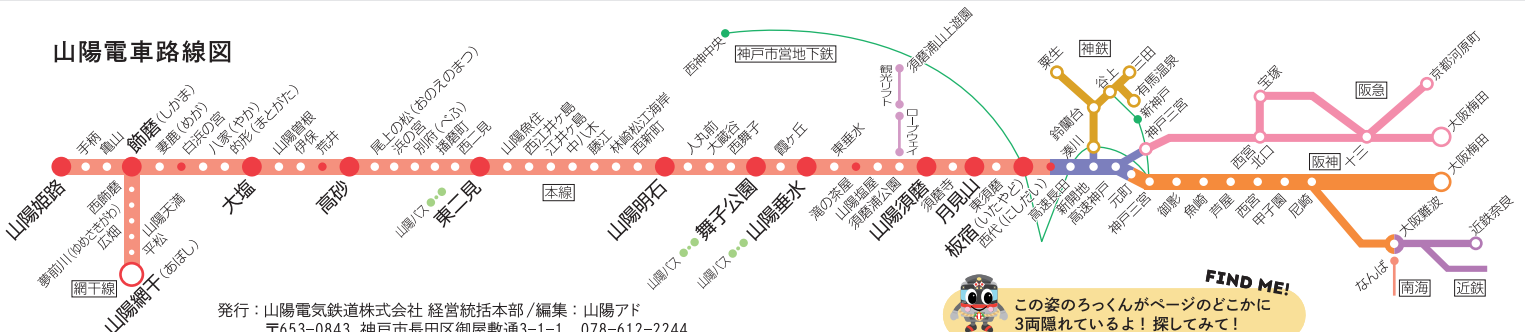 山陽電車路線図
手柄
亀山
飾磨(しかま)
妻鹿(めか)
白浜の宮
八家(やか)
的形(まとがた)
山陽曽根
伊保
荒井
尾上の松(おのえのまつ)
浜の宮
別府(べふ)
播磨町
西二見
山陽魚住
西江井ヶ島
江井ヶ島
中八木
藤江
林崎松江海岸
西新町
人丸前
大蔵谷
西舞子
霞ヶ丘
東垂水
西神中央
神戸市営地下鉄
須磨浦山上遊園
観光リフト
ロープウェイ
粟生
神鉄
谷上
三田
有馬温泉
新神戸
神戸三宮
鈴蘭台
湊川
宝塚
阪急
京都河原町
大阪梅田
西宮北口
十三
阪神
大阪梅田
山陽姫路
西飾磨
夢前川(ゆめさきがわ)
広畑
山陽天満
平松
山陽網干(あぼし)
網干線
大塩
高砂
山陽バス
東二見
本線
山陽明石
山陽バス
舞子公園
山陽バス
山陽垂水
滝の茶屋
山陽塩屋
須磨浦公園
山陽須磨
須磨寺
月見山
東須磨
板宿(いたやど)
西代(にしだい)
高速長田
新開地
高速神戸
元町
神戸三宮
御影
魚崎
芦屋
西宮
甲子園
尼崎
大阪難波
近鉄奈良
なんば
南海
近鉄
発行：山陽電気鉄道株式会社 経営統括本部/編集：山陽アド
〒653-0843 神戸市長田区御屋敷通3-1-1 078-612-2244
FIND ME!
この姿のろっくんがページのどこかに
3両隠れているよ！探してみて！